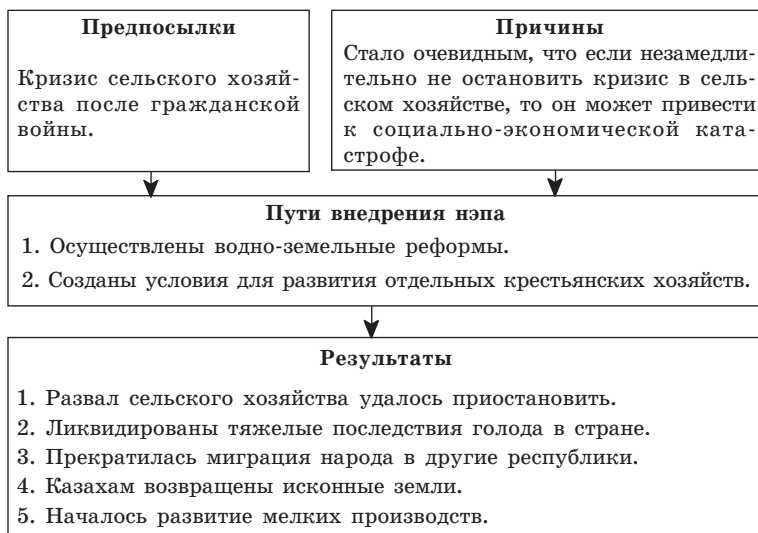 Предпосылки
Кризис сельского хозяй-
ства после гражданской
войны.
Причины
Стало очевидным, что если незамедли-
тельно не остановить кризис в сель-
ском хозяйстве, то он может привести
к социально-экономической ката-
строфе.
Пути внедрения нэпа
1. Осуществлены водно-земельные реформы.
2. Созданы условия для развития отдельных крестьянских хозяйств.
Результаты
1. Развал сельского хозяйства удалось приостановить.
2. Ликвидированы тяжелые последствия голода в стране.
3. Прекратилась миграция народа в другие республики.
4. Казахам возвращены исконные земли.
5. Началось развитие мелких производств.